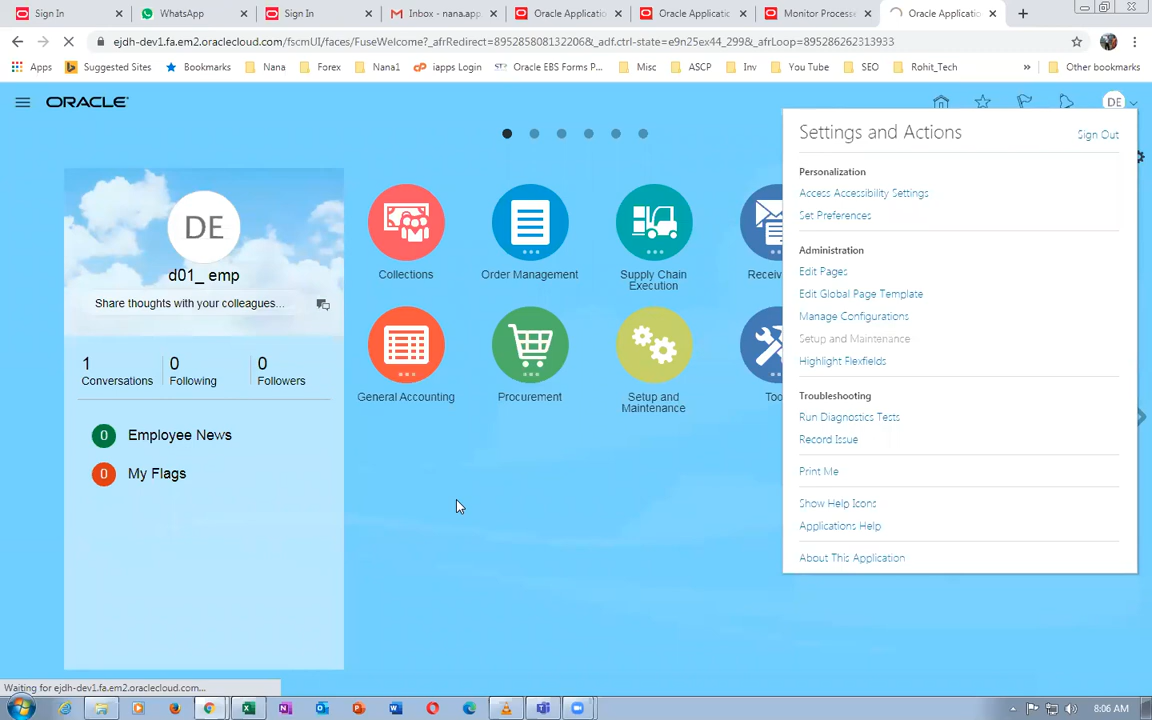 Sign In
WhatsApp
Sign In
Inbox - nana.app
Oracle Applicatio
Oracle Applicatio
Monitor Processe
Oracle Applicatio
ejdh-dev1.fa.em2.oraclecloud.com/fscmUI/faces/FuseWelcome?_afrRedirect=895285808132206&_adf.ctrl-state=e9n25ex44_299&_afrLoop=895286262313933
Apps
Suggested Sites
Bookmarks
Nana
Forex
Nana1
iapps Login
Oracle EBS Forms P...
Misc
ASCP
Inv
You Tube
SEO
Rohit_Tech
»
Other bookmarks
ORACLE
DE
Settings and Actions
Sign Out
Personalization
Access Accessibility Settings
Set Preferences
Administration
Edit Pages
Edit Global Page Template
Manage Configurations
Setup and Maintenance
Highlight Flexfields
Troubleshooting
Run Diagnostics Tests
Record Issue
Print Me
Show Help Icons
Applications Help
About This Application
DE
d01_ emp
Share thoughts with your colleagues...
1
Conversations
0
Following
0
Followers
0 Employee News
0 My Flags
Collections
Order Management
Supply Chain
Execution
Receiv
General Accounting
Procurement
Setup and
Maintenance
Too
Waiting for ejdh-dev1.fa.em2.oraclecloud.com...
8:06 AM